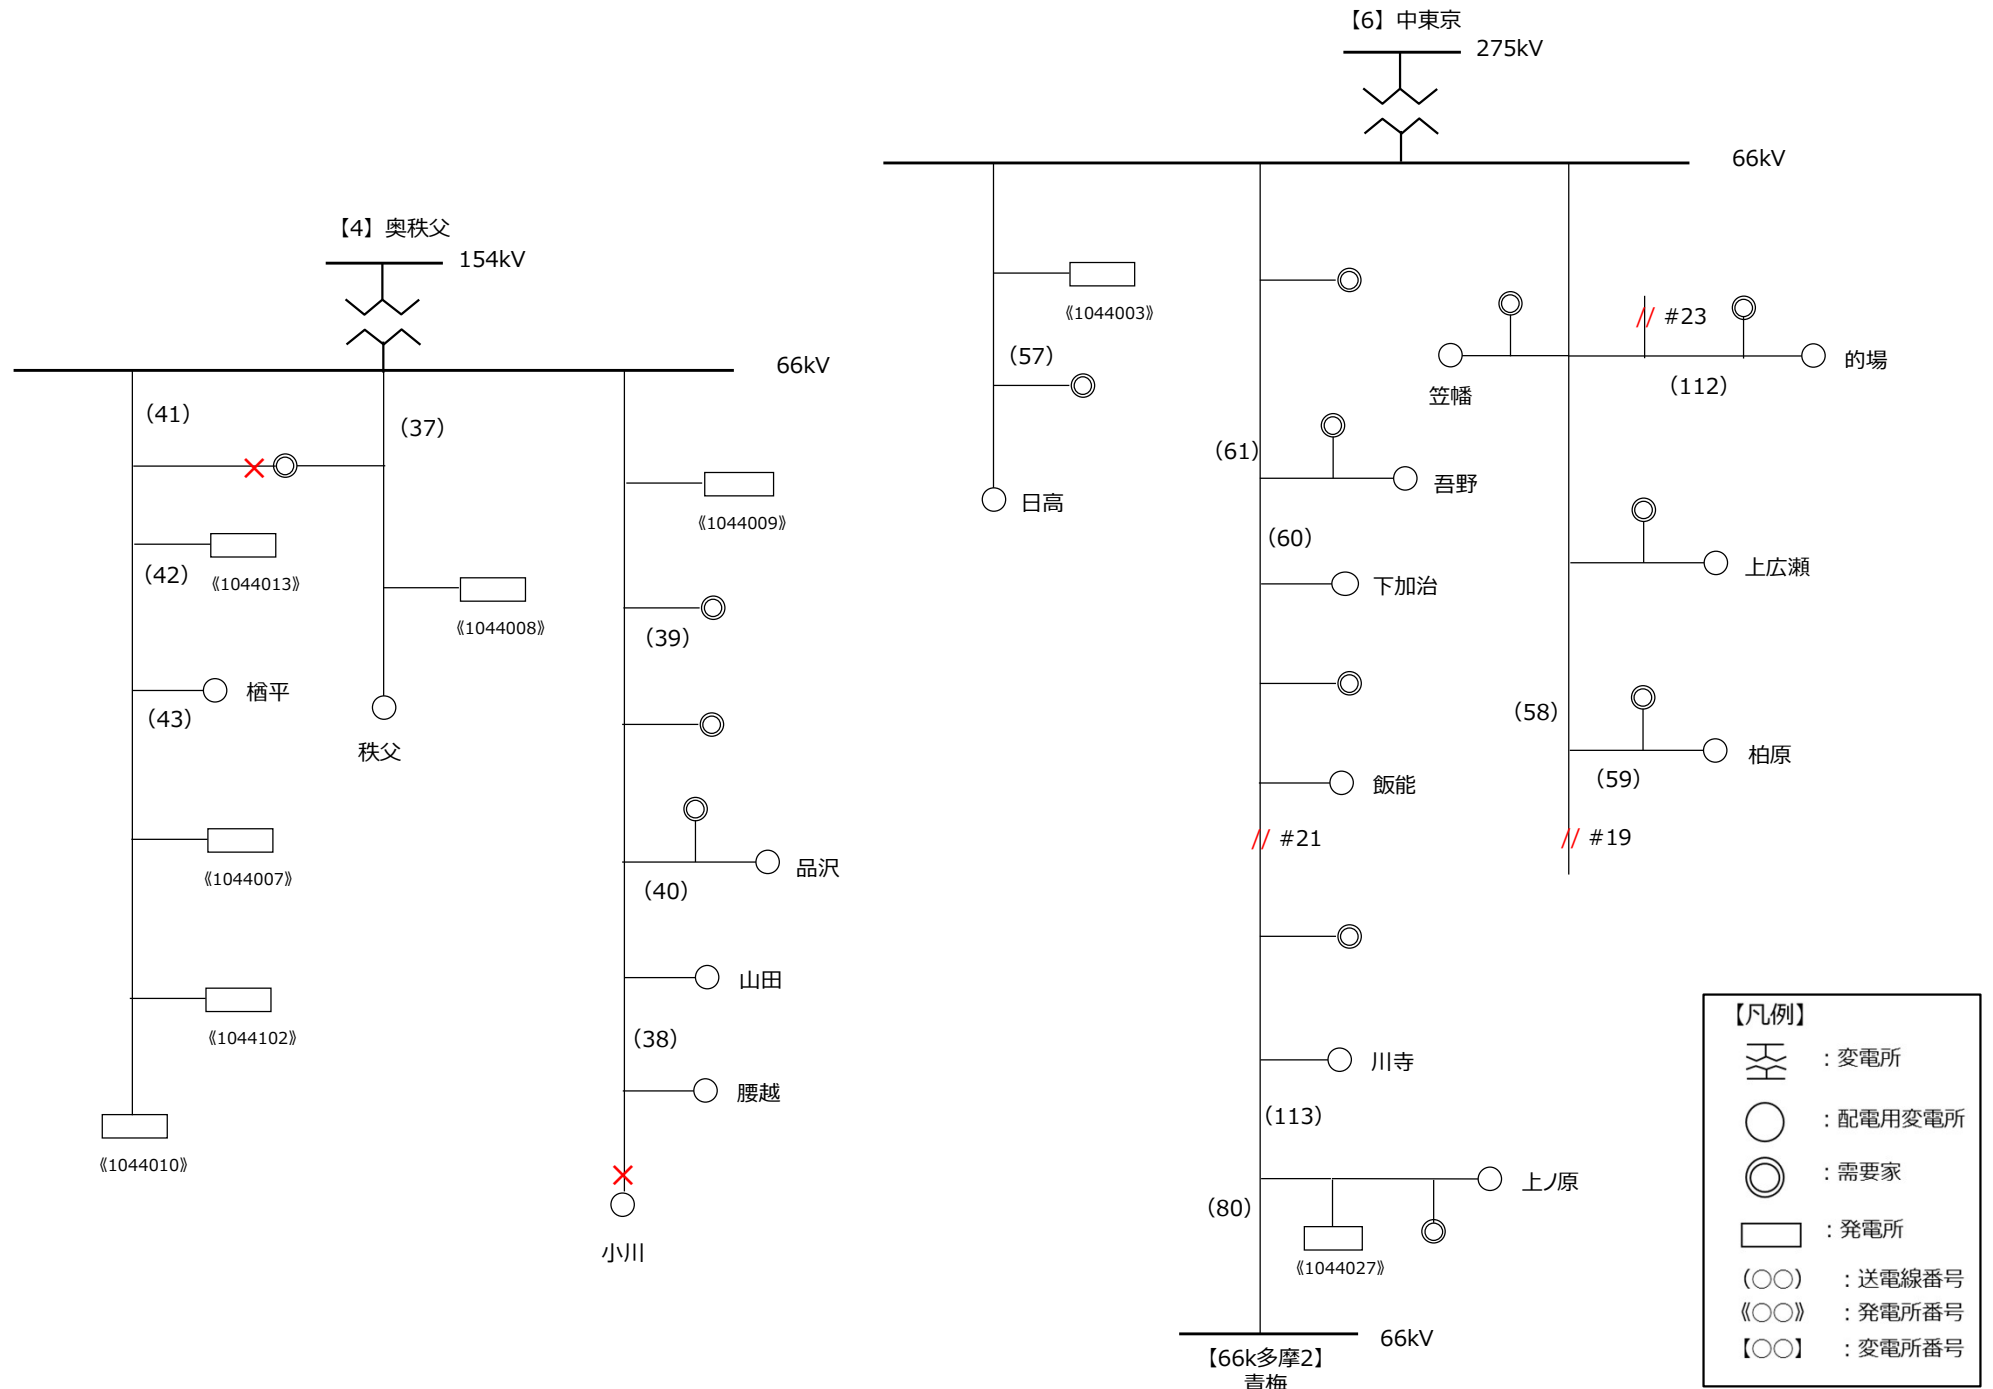 【6】中東京
275kV
66kV
【4】奥秩父
154kV
66kV
(41)
(37)
(42)
《1044013》
《1044008》
(43)
楢平
秩父
《1044007》
《1044102》
《1044010》
《1044009》
(39)
(40)
品沢
山田
(38)
腰越
小川
《1044003》
(57)
日高
(61)
吾野
(60)
下加治
飯能
#21
川寺
(113)
(80)
上ノ原
《1044027》
66kV
【66k多摩2】
青梅
#23
笠幡
(112)
的場
上広瀬
(58)
柏原
(59)
#19
【凡例】
：変電所
：配電用変電所
：需要家
：発電所
(○○) ：送電線番号
《○○》 ：発電所番号
【○○】 ：変電所番号